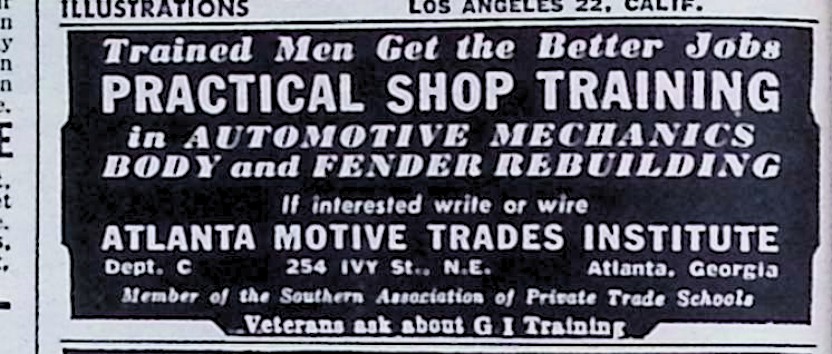 ILLUSTRATIONS LOS ANGELES 22, CALIF.
Trained Men Get the Better Jobs
PRACTICAL SHOP TRAINING
in AUTOMOTIVE MECHANICS
BODY and FENDER REBUILDING
If interested write or wire
ATLANTA MOTIVE TRADES INSTITUTE
Dept. C 254 IVY St., N.E. Atlanta, Georgia
Member of the Southern Association of Private Trade Schools
Veterans ask about G I Training